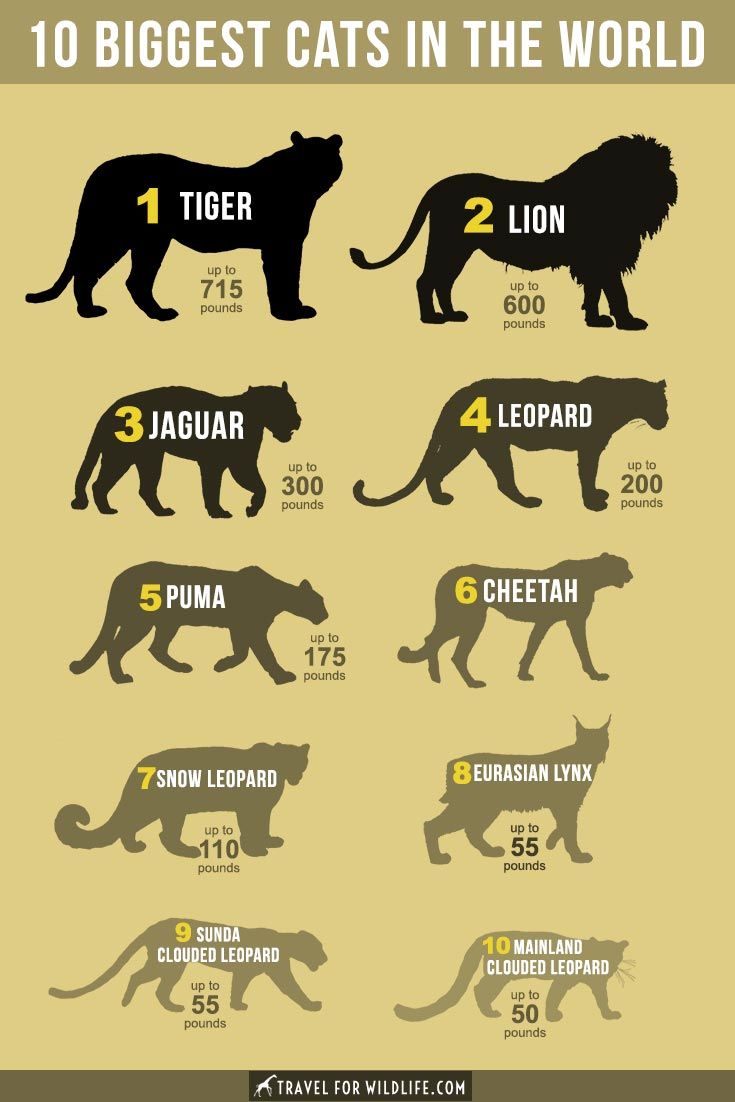 10 BIGGEST CATS IN THE WORLD
1 TIGER
up to
715
pounds
2 LION
up to
600
pounds
3 JAGUAR
up to
300
pounds
4 LEOPARD
up to
200
pounds
5 PUMA
up to
175
pounds
6 CHEETAH
7 SNOW LEOPARD
up to
110
pounds
8 EURASIAN LYNX
up to
55
pounds
9 SUNDA
CLOUDED LEOPARD
up to
55
pounds
10 MAINLAND
CLOUDED LEOPARD
up to
50
pounds
TRAVEL FOR WILDLIFE.COM